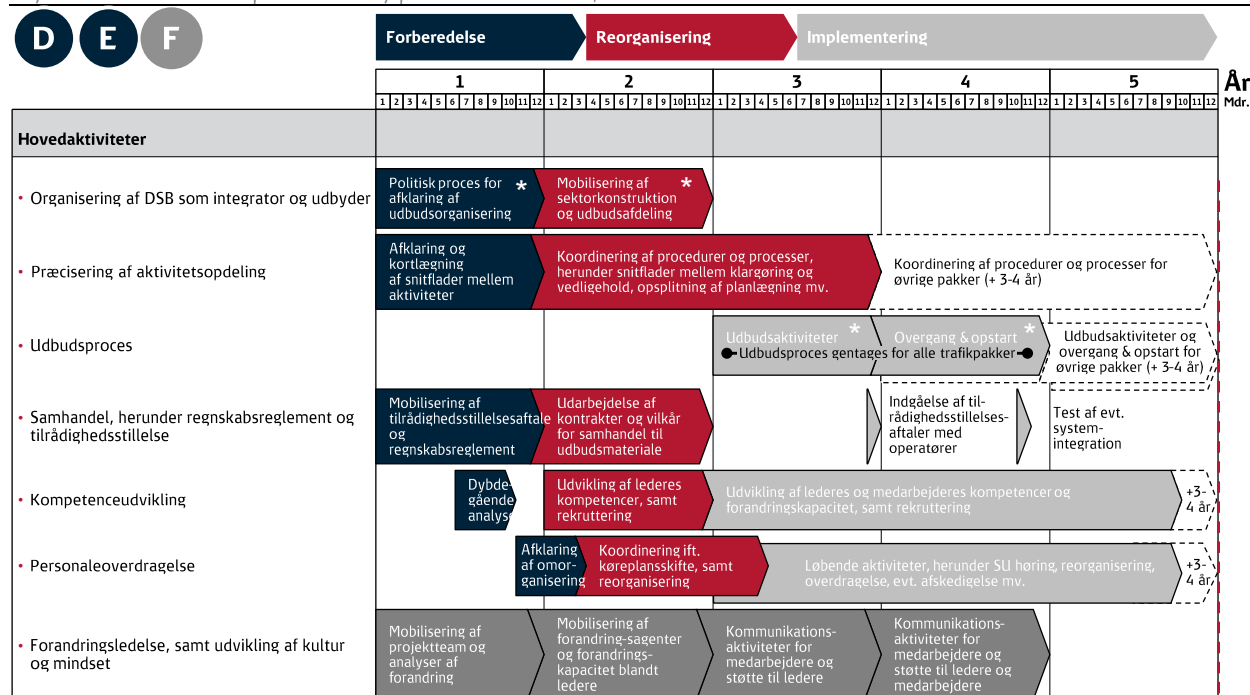 D E F
Forberedelse Reorganisering Implementering
1 2 3 4 5 År
1 2 3 4 5 6 7 8 9 10 11 12 1 2 3 4 5 6 7 8 9 10 11 12 1 2 3 4 5 6 7 8 9 10 11 12 1 2 3 4 5 6 7 8 9 10 11 12 1 2 3 4 5 6 7 8 9 10 11 12 Mdr.
Hovedaktiviteter
• Organisering af DSB som integrator og udbyder
Politisk proces for *
afklaring af
udbudsorganisering
Mobilisering af *
sektorkonstruktion
og udbudsafdeling
• Præcisering af aktivitetsopdeling
Afklaring og
kortlægning
af snitflader mellem
aktiviteter
Koordinering af procedurer og processer,
herunder snitflader mellem klargøring og
vedligehold, opsplitning af planlægning mv.
Koordinering af procedurer og processer for
øvrige pakker (+ 3-4 år)
• Udbudsproces
Udbudsaktiviteter *
Overgang & opstart *
Udbudsproces gentages for alle trafikpakker
Udbudsaktiviteter og
overgang & opstart for
øvrige pakker (+ 3-4 år)
• Samhandel, herunder regnskabsreglement og
tilrådighedsstillelse
Mobilisering af
tilrådighedsstillelsesaftale
og
regnskabsreglement
Udarbejdelse af
kontrakter og vilkår
for samhandel til
udbudsmateriale
Indgåelse af til-
rådighedsstillelses-
aftaler med
operatører
Test af evt.
system-
integration
• Kompetenceudvikling
Dybde-
gående
analyse
Udvikling af lederes
kompetencer, samt
rekruttering
Udvikling af lederes og medarbejderes kompetencer og
forandringskapacitet, samt rekruttering
+3-
4 år
• Personaleoverdragelse
Afklaring
af omor-
ganisering
Koordinering ift.
køreplansskifte, samt
reorganisering
Løbende aktiviteter, herunder SU høring, reorganisering,
overdragelse, evt. afskedigelse mv.
+3-
4 år
• Forandringsledelse, samt udvikling af kultur
og mindset
Mobilisering af
projektteam og
analyser af
forandring
Mobilisering af
forandring-sagenter
og forandrings-
kapacitet blandt
ledere
Kommunikations-
aktiviteter for
medarbejdere og
støtte til ledere
Kommunikations-
aktiviteter for
medarbejdere og
støtte til ledere og
medarbejdere